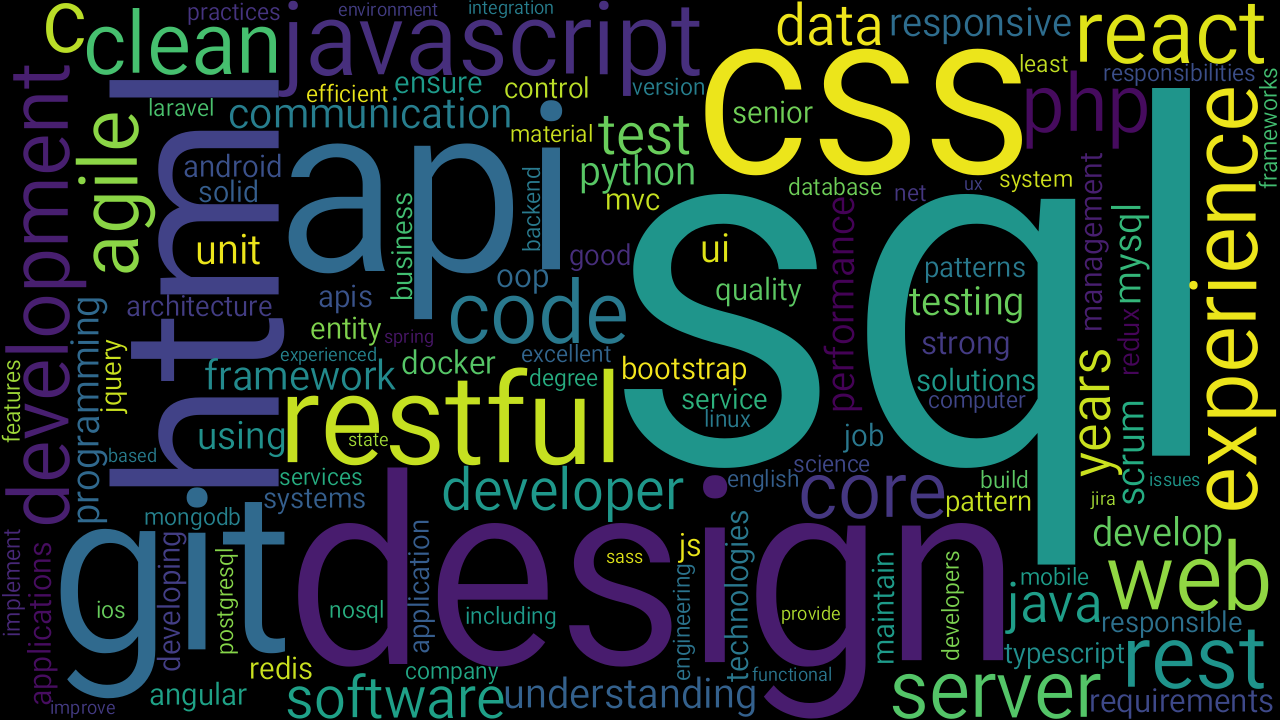 c
clean
practices
javascript
environment
integration
data
responsive
react
least
responsibilities
frameworks
development
agile
laravel
html
efficient
ensure
control
version
communication
material
test
css
senior
php
sql
experience
android
solid
api
python
mvc
database
net
ux
system
management
mysql
unit
business
backend
good
ui
performance
patterns
architecture
apis
oop
code
quality
testing
redux
programming
entity
spring
strong
features
jquery
experienced
docker
excellent
framework
degree
bootstrap
solutions
computer
years
service
linux
scrum
using
restful
state
job
based
services
science
systems
developer
english
core
build
pattern
jira
issues
mongodb
git
design
develop
implement
applications
developing
postgresql
application
sass
js
engineering
technologies
maintain
developers
web
ios
nosql
including
provide
mobile
java
responsible
redis
company
functional
typescript
rest
improve
angular
software
understanding
server
requirements